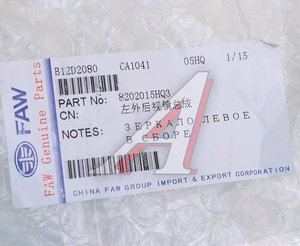 FAW
FAW Genuine Parts
B12D2080 CA1041 05HQ 1/15
PART No: 8202015HQ3
CN: 左外后视镜总线
NOTES: ЗЕРКАЛО ЛЕВОЕ
В СБОРЕ
CHINA FAW GROUP IMPORT & EXPORT CORPORATION